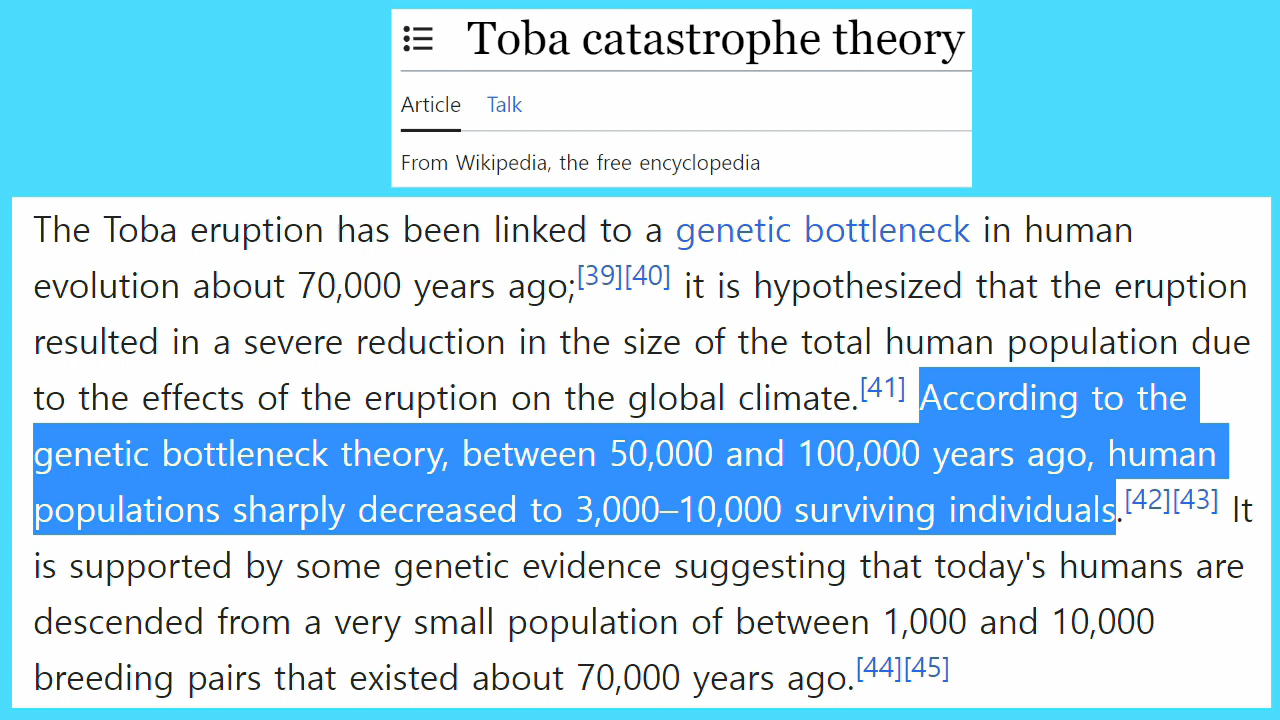 Toba catastrophe theory
Article Talk
From Wikipedia, the free encyclopedia
The Toba eruption has been linked to a genetic bottleneck in human
evolution about 70,000 years ago;[39][40] it is hypothesized that the eruption
resulted in a severe reduction in the size of the total human population due
to the effects of the eruption on the global climate.[41] According to the
genetic bottleneck theory, between 50,000 and 100,000 years ago, human
populations sharply decreased to 3,000–10,000 surviving individuals.[42][43] It
is supported by some genetic evidence suggesting that today's humans are
descended from a very small population of between 1,000 and 10,000
breeding pairs that existed about 70,000 years ago.[44][45]